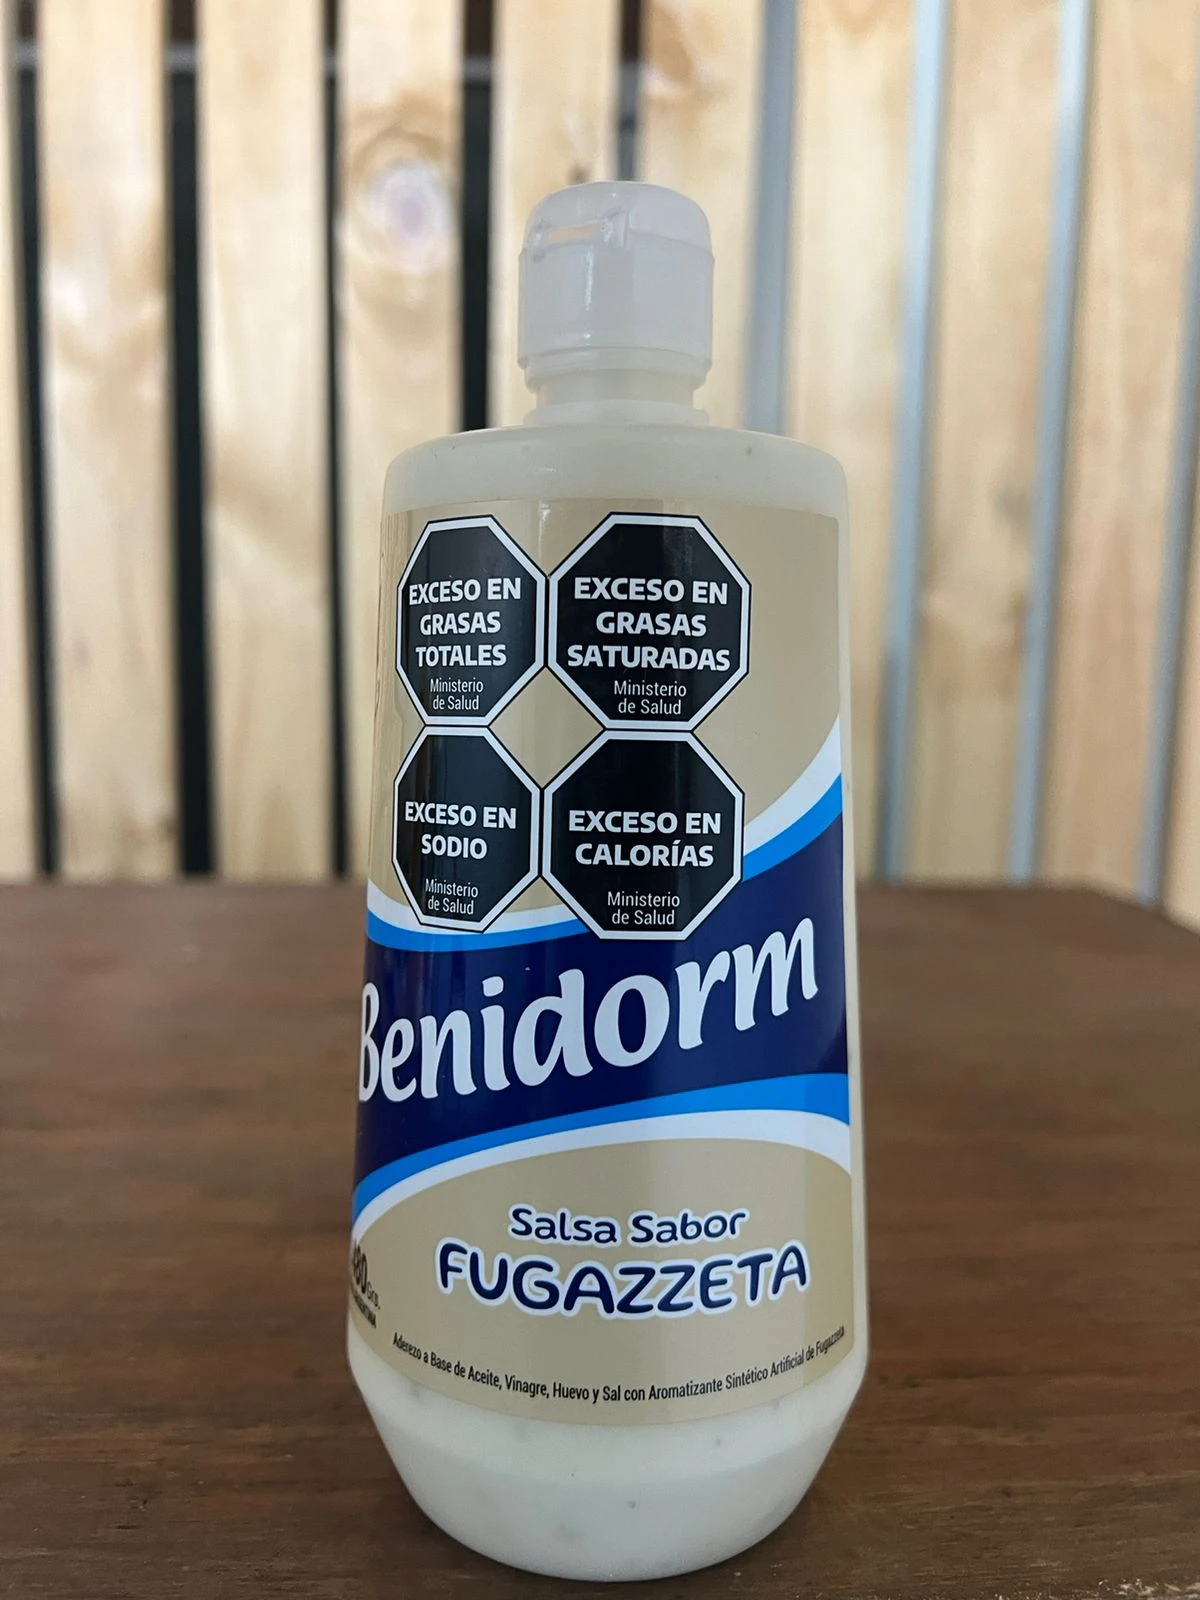 EXCESO EN
GRASAS
TOTALES
Ministerio
de Salud
EXCESO EN
GRASAS
SATURADAS
Ministerio
de Salud
EXCESO EN
SODIO
Ministerio
de Salud
EXCESO EN
CALORÍAS
Ministerio
de Salud
Benidorm
Salsa Sabor
FUGAZZETA
Aderezo a Base de Aceite, Vinagre, Huevo y Sal con Aromatizante Sintético Artificial de Fugazzeta